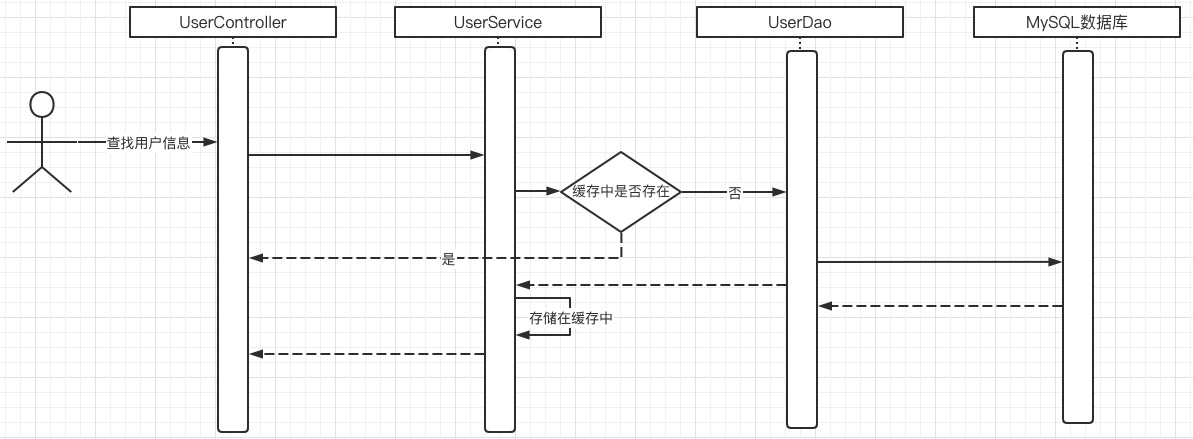 UserController
UserService
UserDao
MySQL数据库
查找用户信息
缓存中是否存在
否
是
存储在缓存中